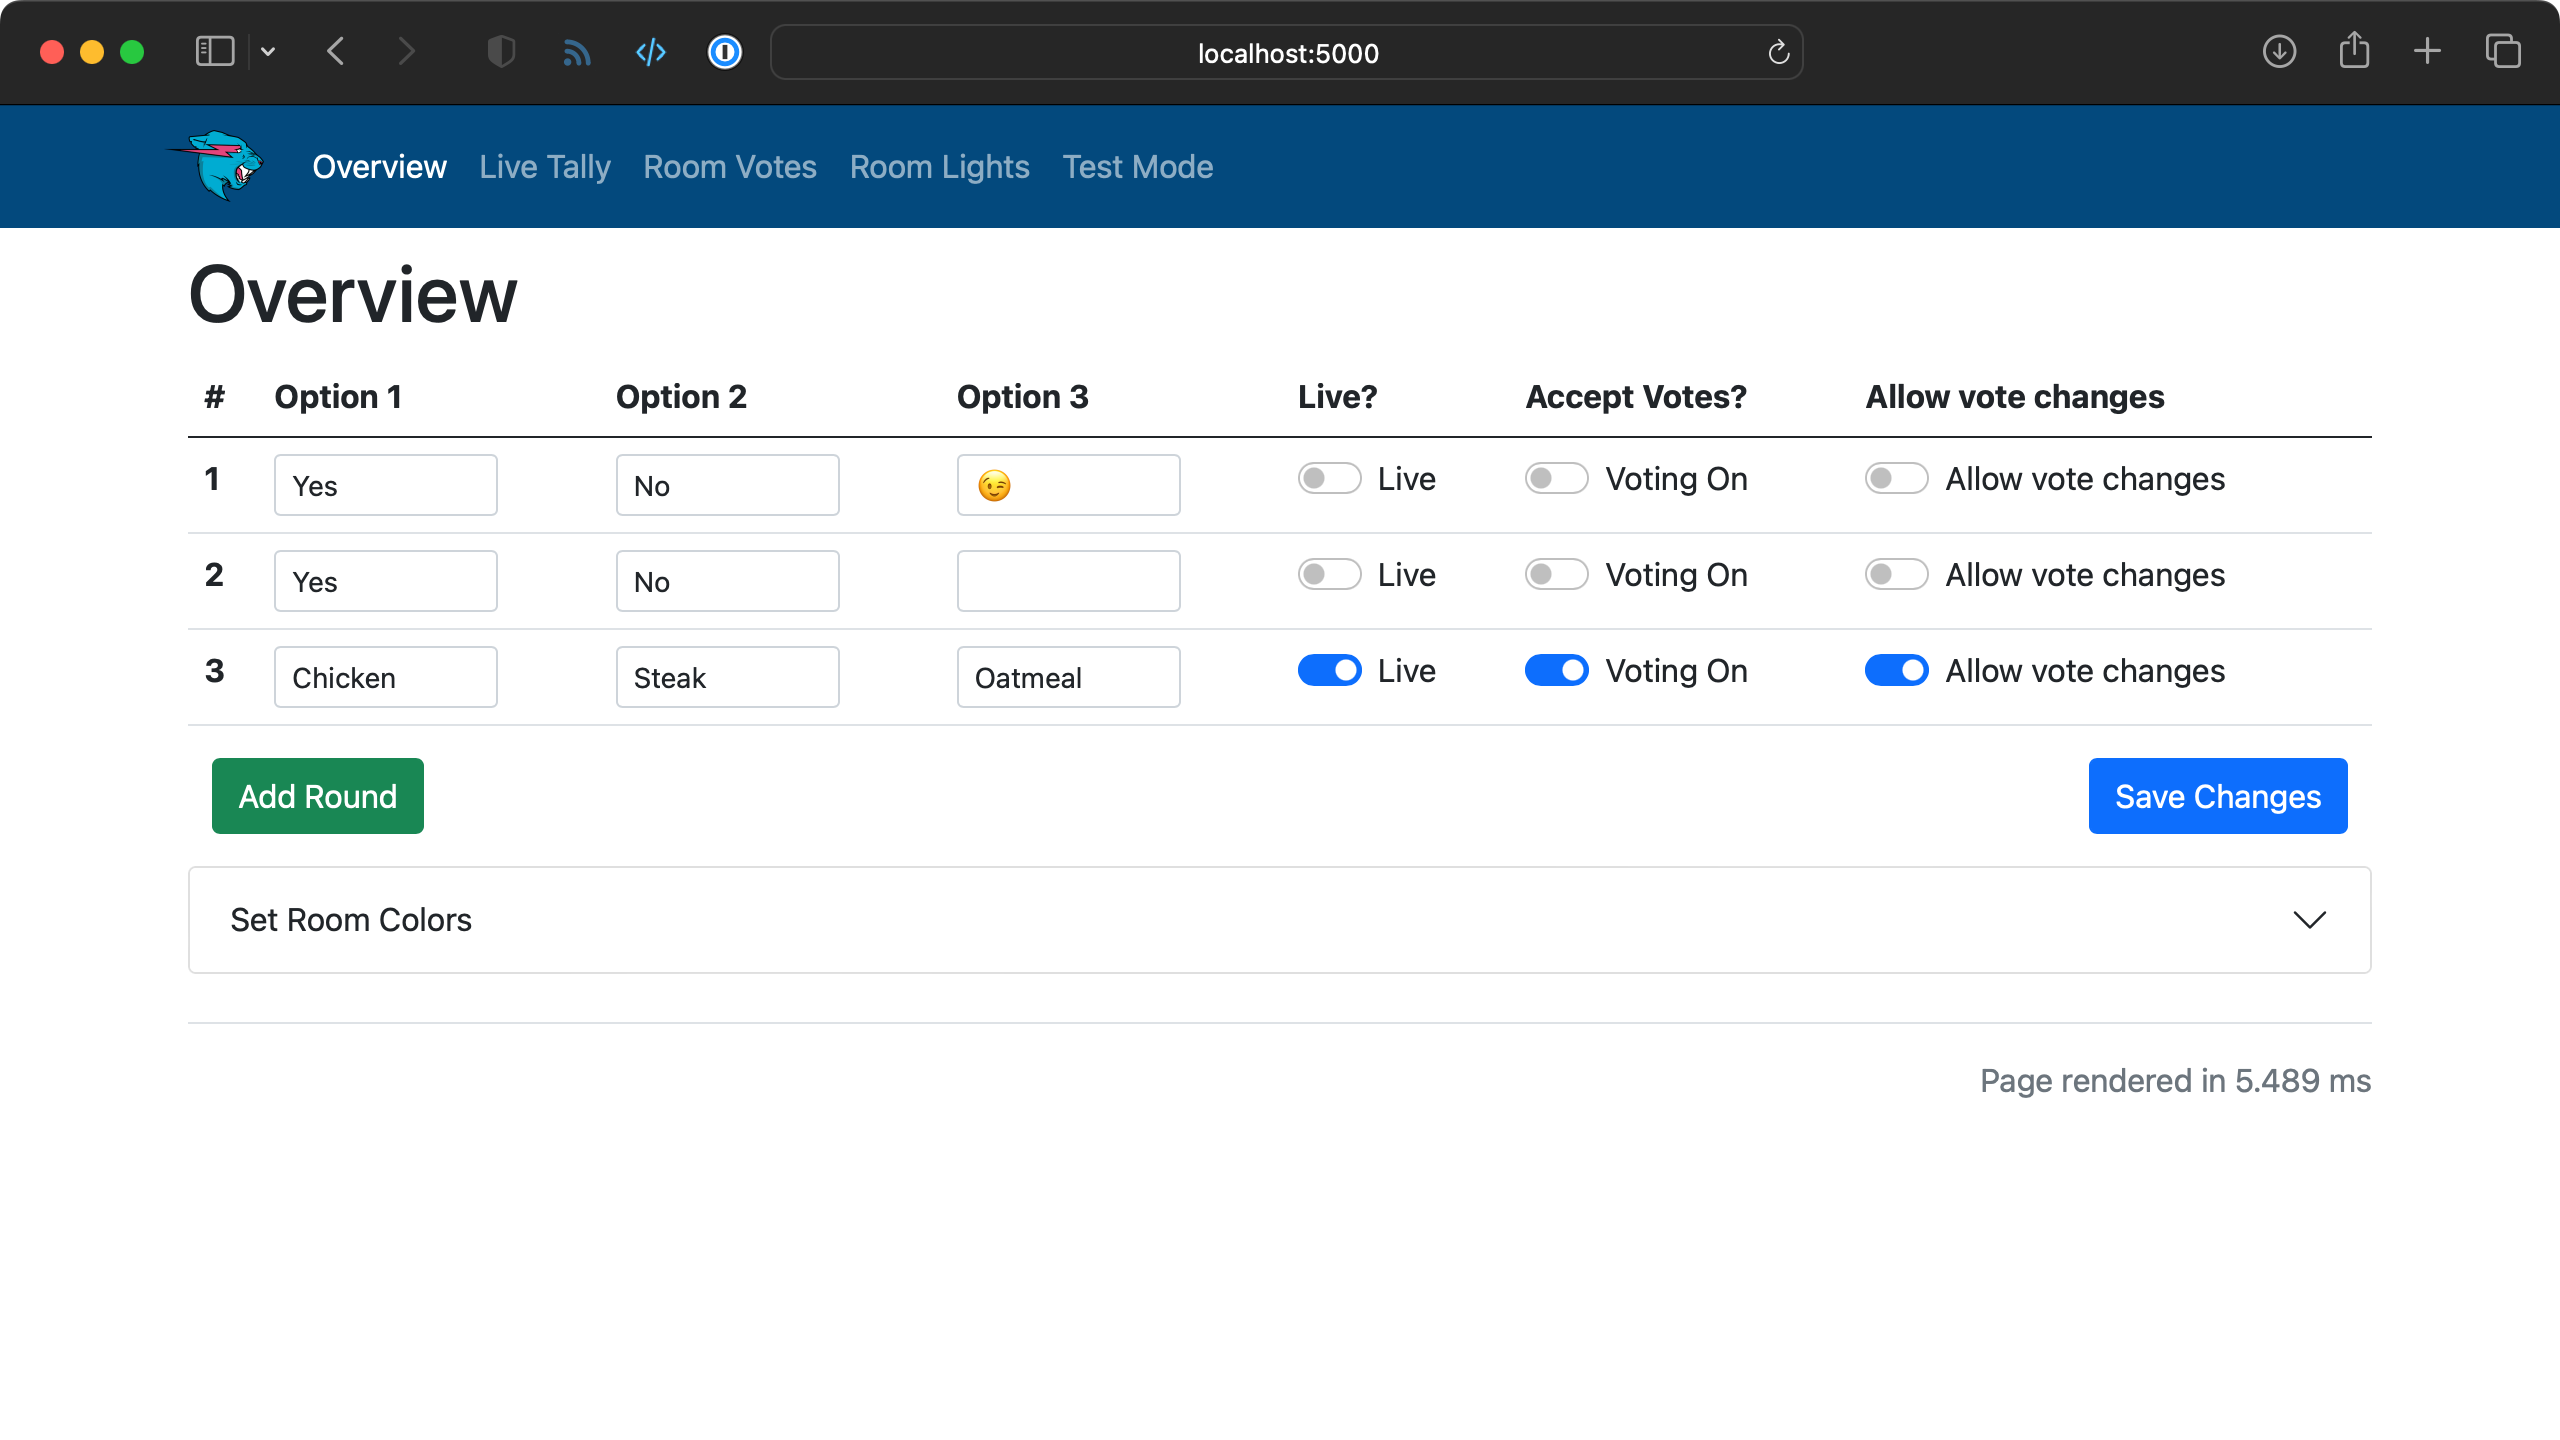 localhost:5000
Overview Live Tally Room Votes Room Lights Test Mode
Overview
# Option 1 Option 2 Option 3 Live? Accept Votes? Allow vote changes
1 Yes No 😉 Live Voting On Allow vote changes
2 Yes No Live Voting On Allow vote changes
3 Chicken Steak Oatmeal Live Voting On Allow vote changes
Add Round Save Changes
Set Room Colors
Page rendered in 5.489 ms